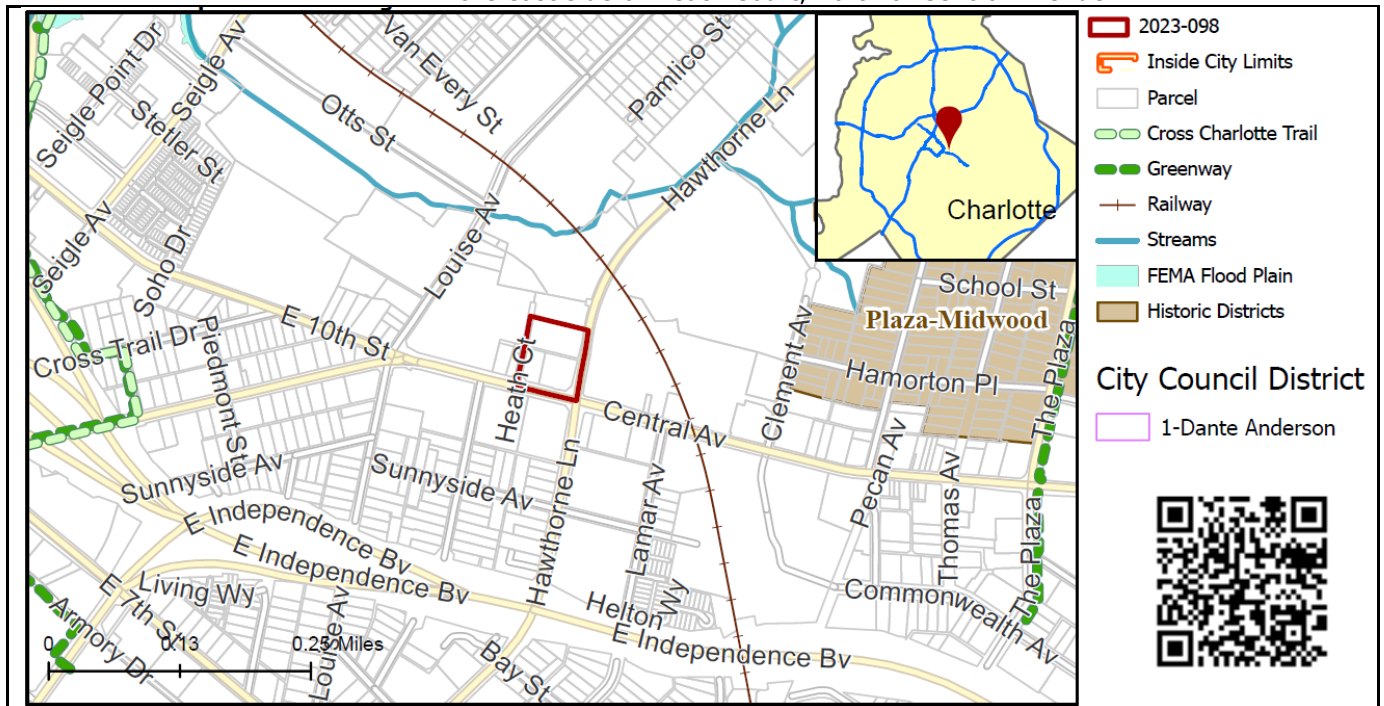 Seigle Point Dr
Stetler St
Seigle Av
Otts St
Van Every St
Pamlico St
Hawthorne Ln
Louise Av
Seigle Av
Soho Dr
Cross Trail Dr
Piedmont St
E 10th St
Heath Ct
Central Av
Clement Av
School St
Plaza-Midwood
Hamorton Pl
The Plaza
Sunnyside Av
Sunnyside Av
Hawthorne Ln
Lamar Av
Pecan Av
Thomas Av
The Plaza
E Independence Bv
E Independence Bv
Living Wy
E 7th St
Armory Dr
Louise Av
Helton Wy
E Independence Bv
Bay St
Commonwealth Av
0 0.13 0.25 Miles
Charlotte
2023-098
Inside City Limits
Parcel
Cross Charlotte Trail
Greenway
Railway
Streams
FEMA Flood Plain
Historic Districts
City Council District
1-Dante Anderson